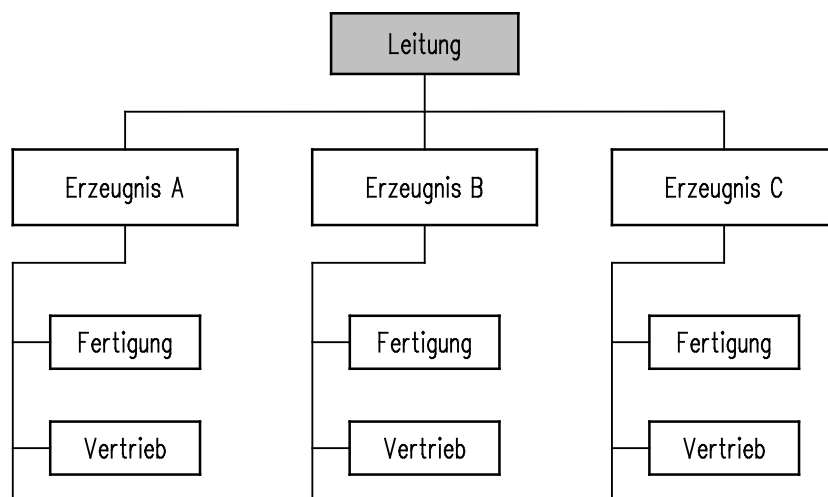 Leitung
Erzeugnis A
Erzeugnis B
Erzeugnis C
Fertigung
Fertigung
Fertigung
Vertrieb
Vertrieb
Vertrieb